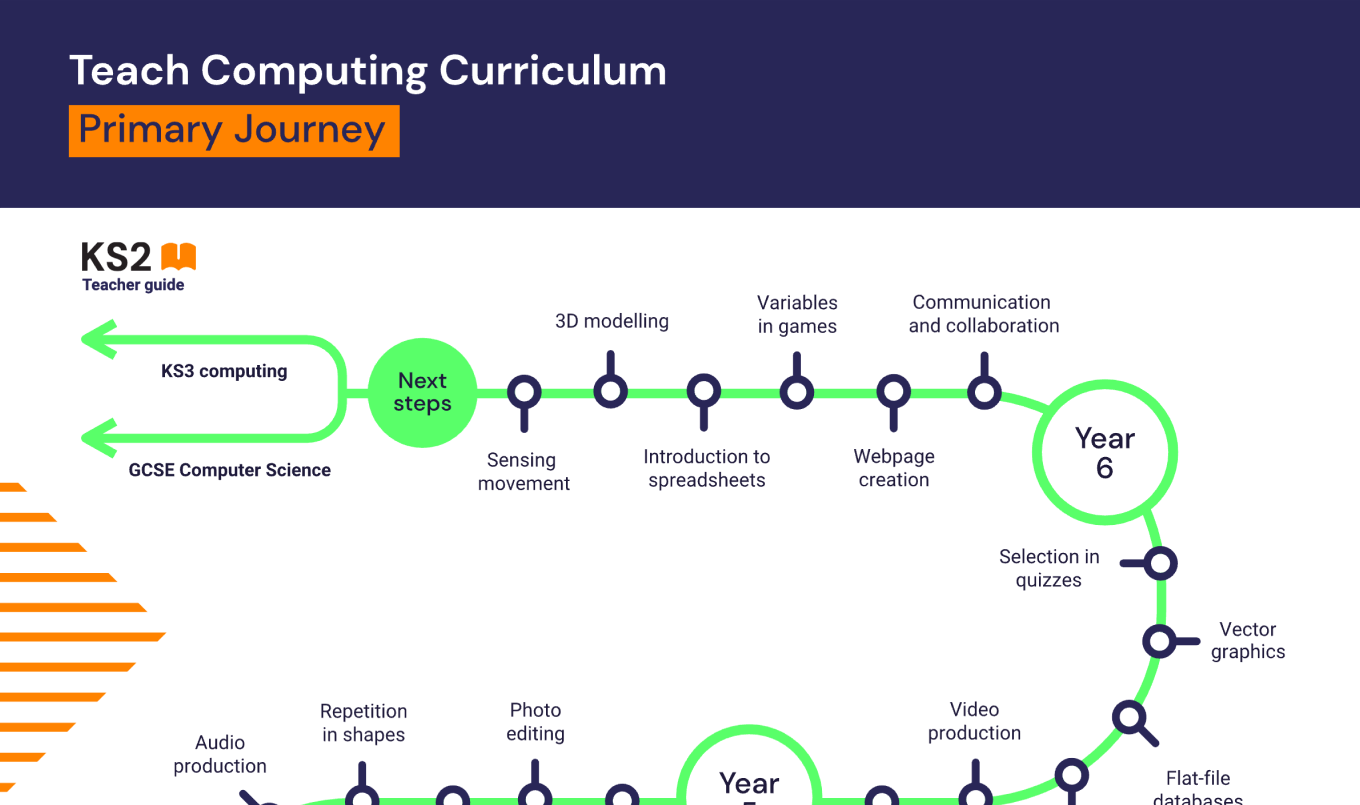 Teach Computing Curriculum
Primary Journey
KS2
Teacher guide
3D modelling
Variables
in games
Communication
and collaboration
KS3 computing
Next
steps
GCSE Computer Science
Sensing
movement
Introduction to
spreadsheets
Webpage
creation
Year
6
Selection in
quizzes
Vector
graphics
Audio
production
Repetition
in shapes
Photo
editing
Year
Video
production
Flat-file
databases